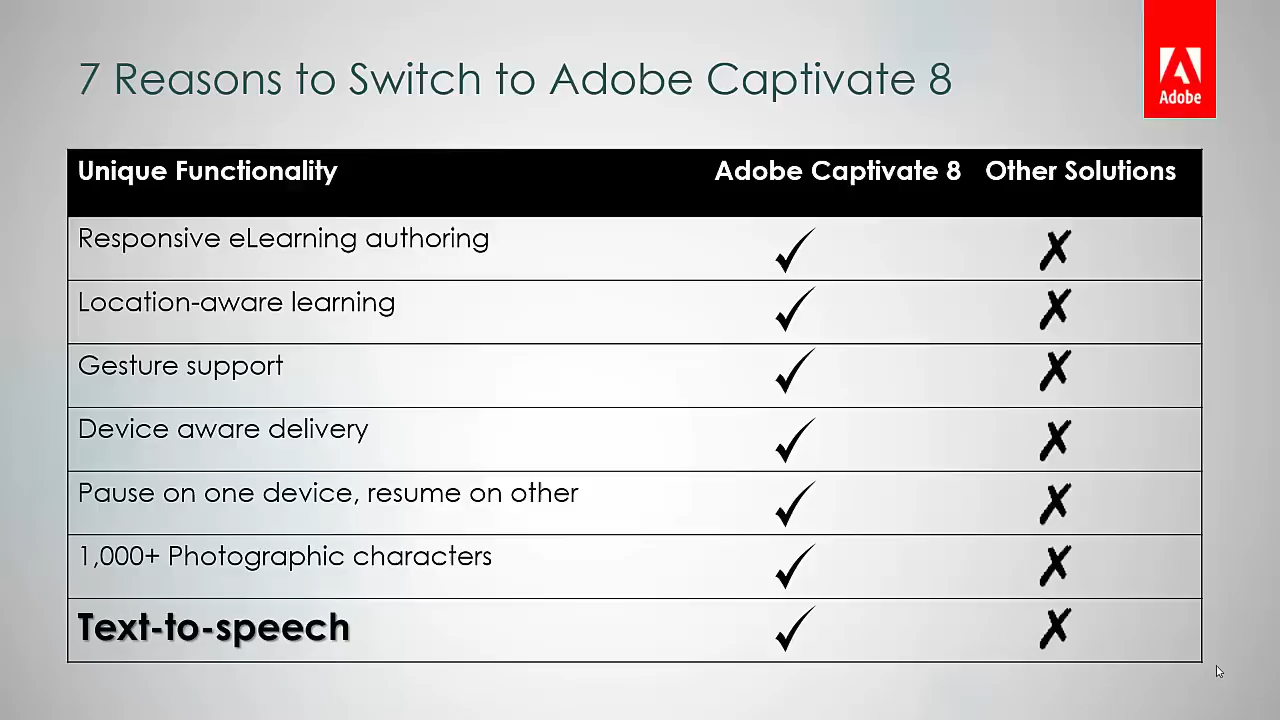 7 Reasons to Switch to Adobe Captivate 8
Adobe
Unique Functionality Adobe Captivate 8 Other Solutions
Responsive eLearning authoring ✓ ✗
Location-aware learning ✓ ✗
Gesture support ✓ ✗
Device aware delivery ✓ ✗
Pause on one device, resume on other ✓ ✗
1,000+ Photographic characters ✓ ✗
Text-to-speech ✓ ✗